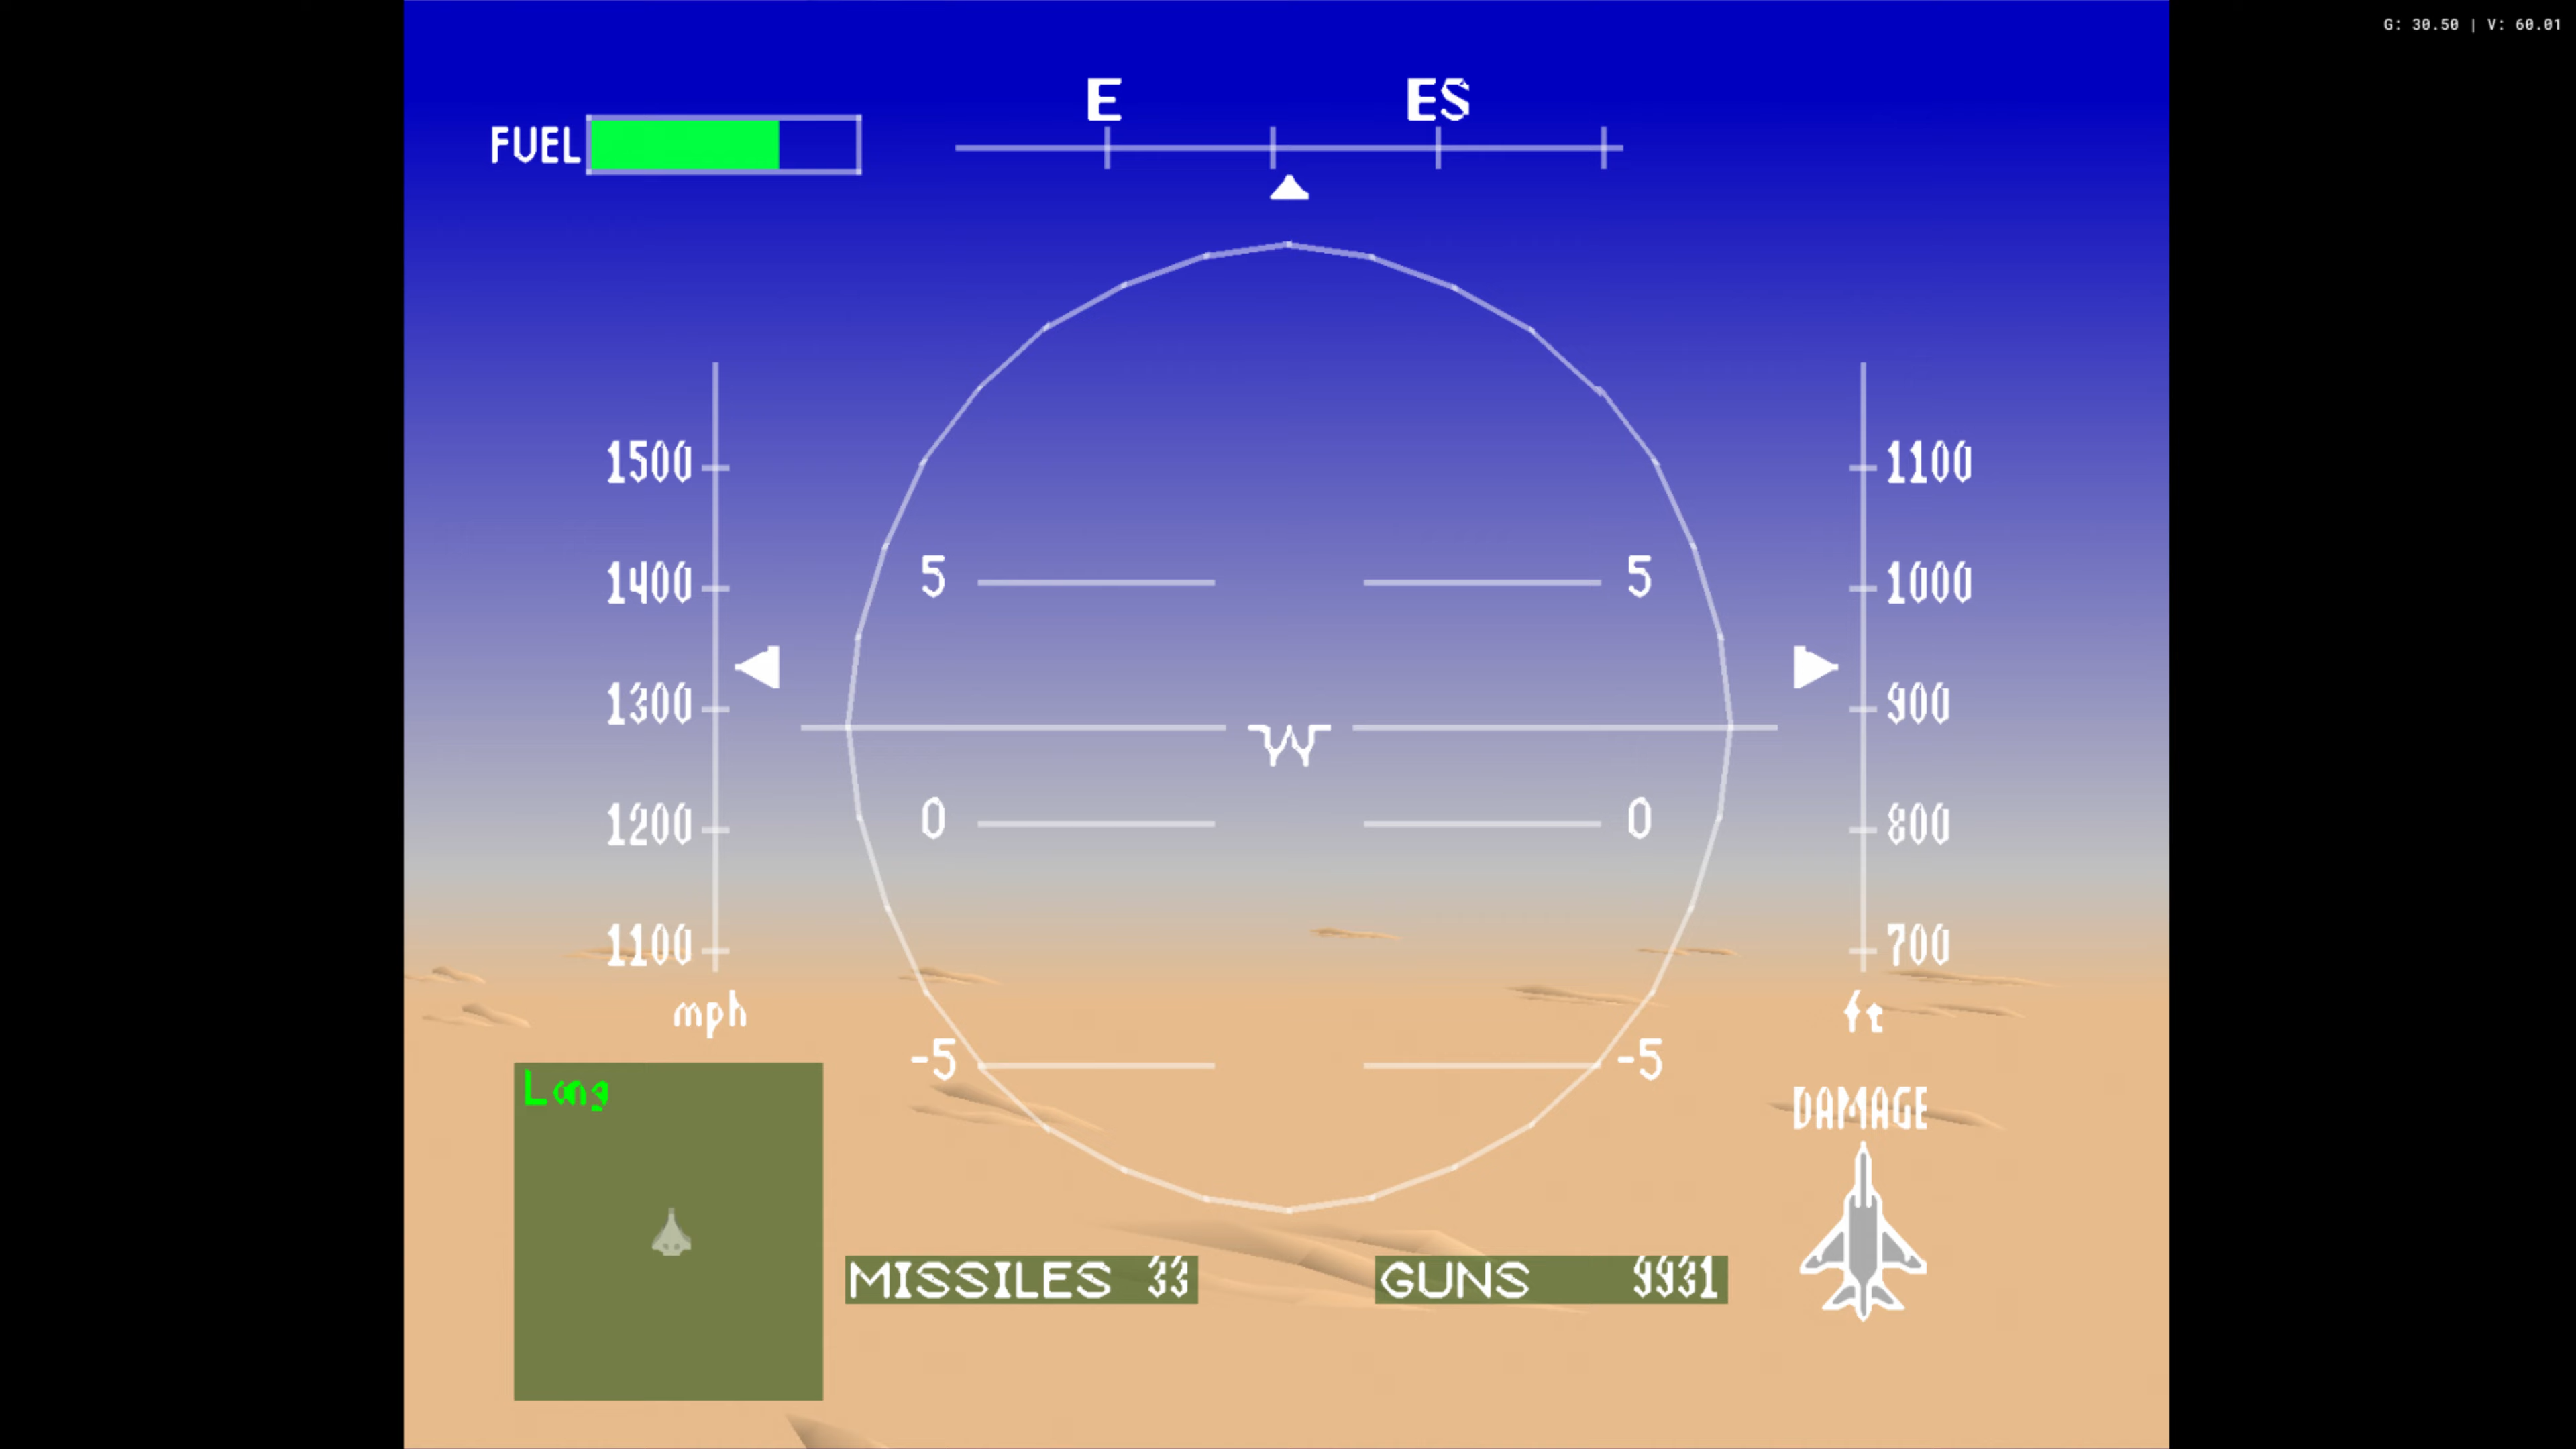 G: 30.50 | V: 60.01
E ES
FUEL
1500 1100
5 5
1400 1000
1300 900
W
0 0
1200 800
1100 700
mph ft
-5 -5
Long
DAMAGE
MISSILES 33 GUNS 9931